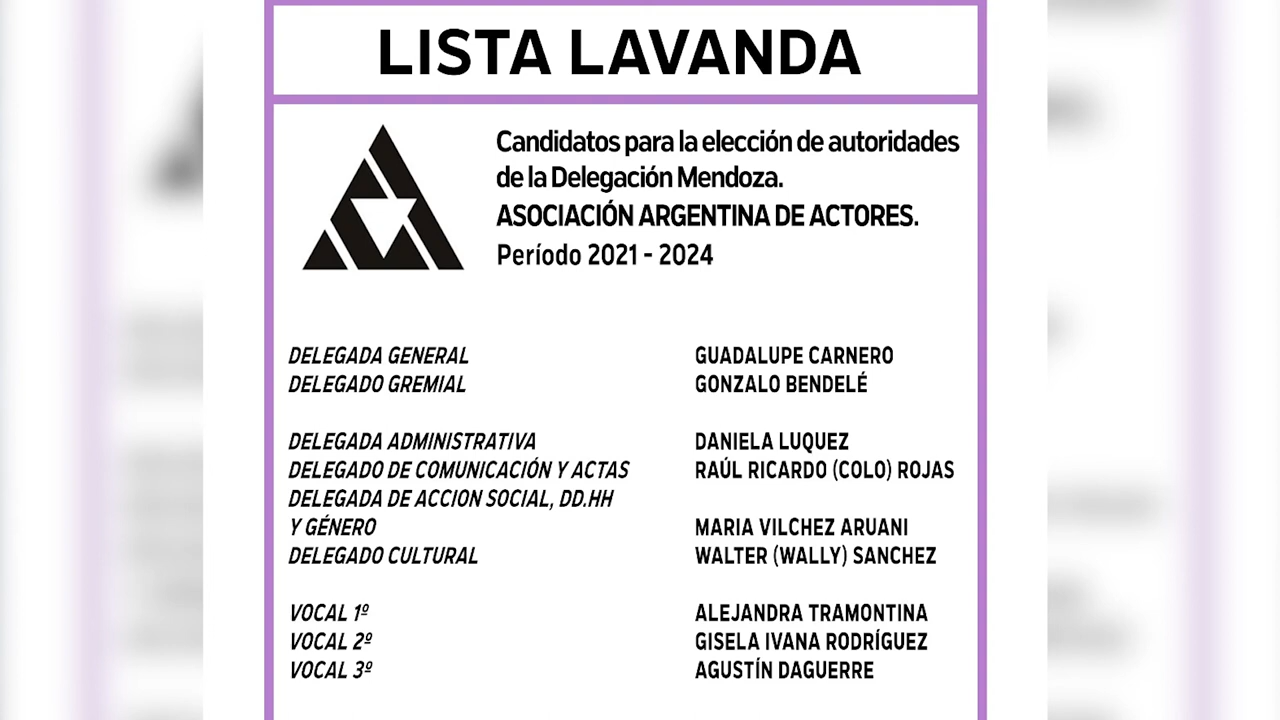 LISTA LAVANDA
Candidatos para la elección de autoridades
de la Delegación Mendoza.
ASOCIACIÓN ARGENTINA DE ACTORES.
Período 2021 - 2024
DELEGADA GENERAL GUADALUPE CARNERO
DELEGADO GREMIAL GONZALO BENDELÉ
DELEGADA ADMINISTRATIVA DANIELA LUQUEZ
DELEGADO DE COMUNICACIÓN Y ACTAS RAÚL RICARDO (COLO) ROJAS
DELEGADA DE ACCION SOCIAL, DD.HH
Y GÉNERO MARIA VILCHEZ ARUANI
DELEGADO CULTURAL WALTER (WALLY) SANCHEZ
VOCAL 1º ALEJANDRA TRAMONTINA
VOCAL 2º GISELA IVANA RODRÍGUEZ
VOCAL 3º AGUSTÍN DAGUERRE